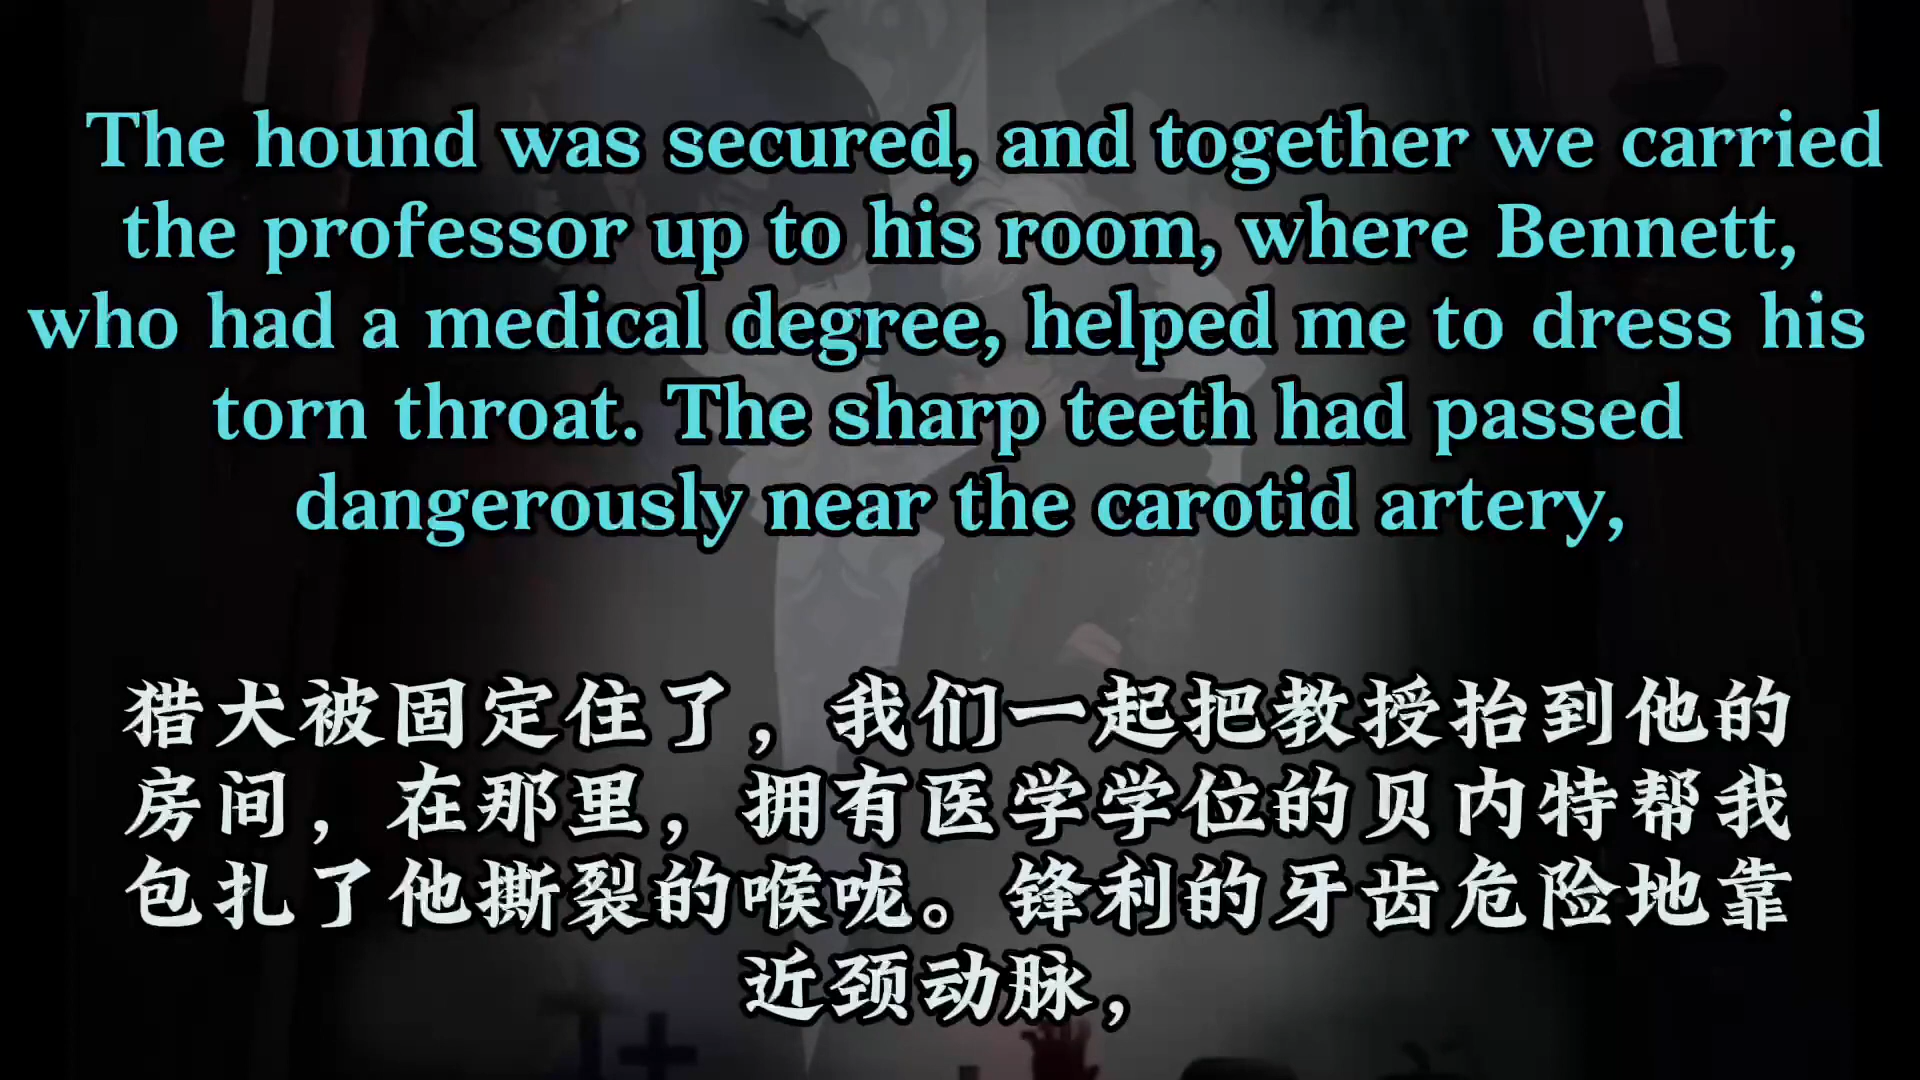 The hound was secured, and together we carried
the professor up to his room, where Bennett,
who had a medical degree, helped me to dress his
torn throat. The sharp teeth had passed
dangerously near the carotid artery,
猎犬被固定住了，我们一起把教授抬到他的
房间，在那里，拥有医学学位的贝内特帮我
包扎了他撕裂的喉咙。锋利的牙齿危险地靠
近颈动脉，